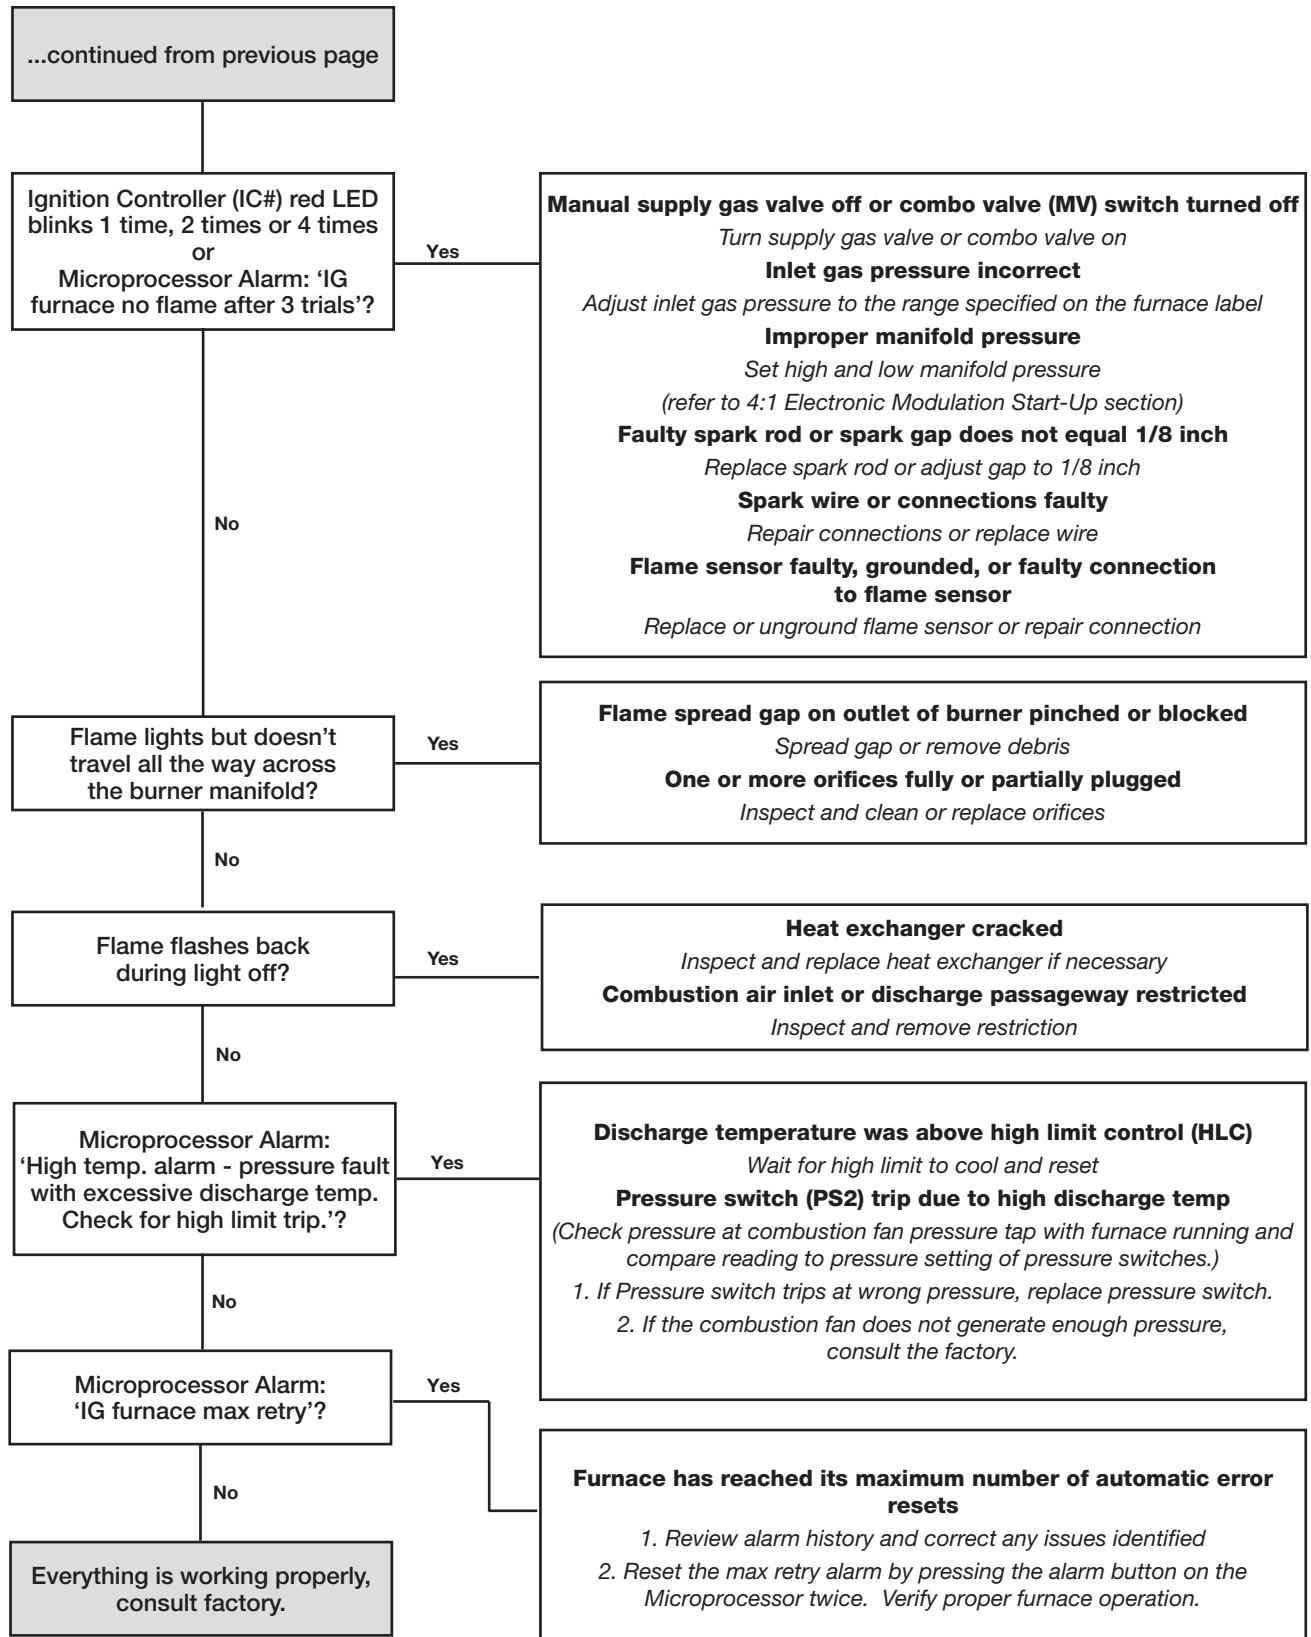 ...continued from previous page
Ignition Controller (IC#) red LED
blinks 1 time, 2 times or 4 times
or
Microprocessor Alarm: ‘IG
furnace no flame after 3 trials’?
Yes
Manual supply gas valve off or combo valve (MV) switch turned off
Turn supply gas valve or combo valve on
Inlet gas pressure incorrect
Adjust inlet gas pressure to the range specified on the furnace label
Improper manifold pressure
Set high and low manifold pressure
(refer to 4:1 Electronic Modulation Start-Up section)
Faulty spark rod or spark gap does not equal 1/8 inch
Replace spark rod or adjust gap to 1/8 inch
Spark wire or connections faulty
Repair connections or replace wire
Flame sensor faulty, grounded, or faulty connection
to flame sensor
Replace or unground flame sensor or repair connection
No
Flame lights but doesn’t
travel all the way across
the burner manifold?
Yes
Flame spread gap on outlet of burner pinched or blocked
Spread gap or remove debris
One or more orifices fully or partially plugged
Inspect and clean or replace orifices
No
Flame flashes back
during light off?
Yes
Heat exchanger cracked
Inspect and replace heat exchanger if necessary
Combustion air inlet or discharge passageway restricted
Inspect and remove restriction
No
Microprocessor Alarm:
‘High temp. alarm - pressure fault
with excessive discharge temp.
Check for high limit trip.’?
Yes
Discharge temperature was above high limit control (HLC)
Wait for high limit to cool and reset
Pressure switch (PS2) trip due to high discharge temp
(Check pressure at combustion fan pressure tap with furnace running and
compare reading to pressure setting of pressure switches.)
1. If Pressure switch trips at wrong pressure, replace pressure switch.
2. If the combustion fan does not generate enough pressure,
consult the factory.
No
Microprocessor Alarm:
‘IG furnace max retry’?
Yes
Furnace has reached its maximum number of automatic error
resets
1. Review alarm history and correct any issues identified
2. Reset the max retry alarm by pressing the alarm button on the
Microprocessor twice.  Verify proper furnace operation.
No
Everything is working properly,
consult factory.